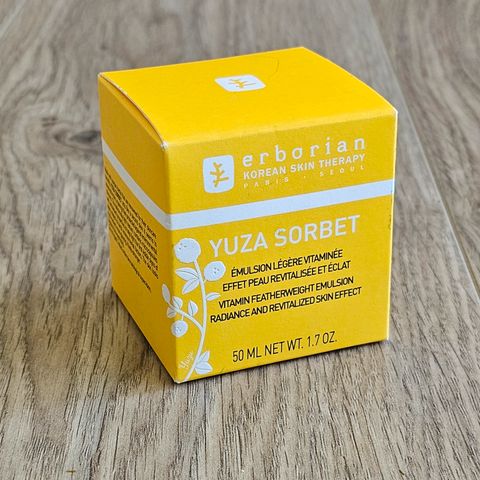 erborian
KOREAN SKIN THERAPY
PARIS · SEOUL
YUZA SORBET
ÉMULSION LÉGÈRE VITAMINÉE
EFFET PEAU REVITALISÉE ET ÉCLAT
VITAMIN FEATHERWEIGHT EMULSION
RADIANCE AND REVITALIZED SKIN EFFECT
50 ML NET WT. 1.7 OZ.
Yuza